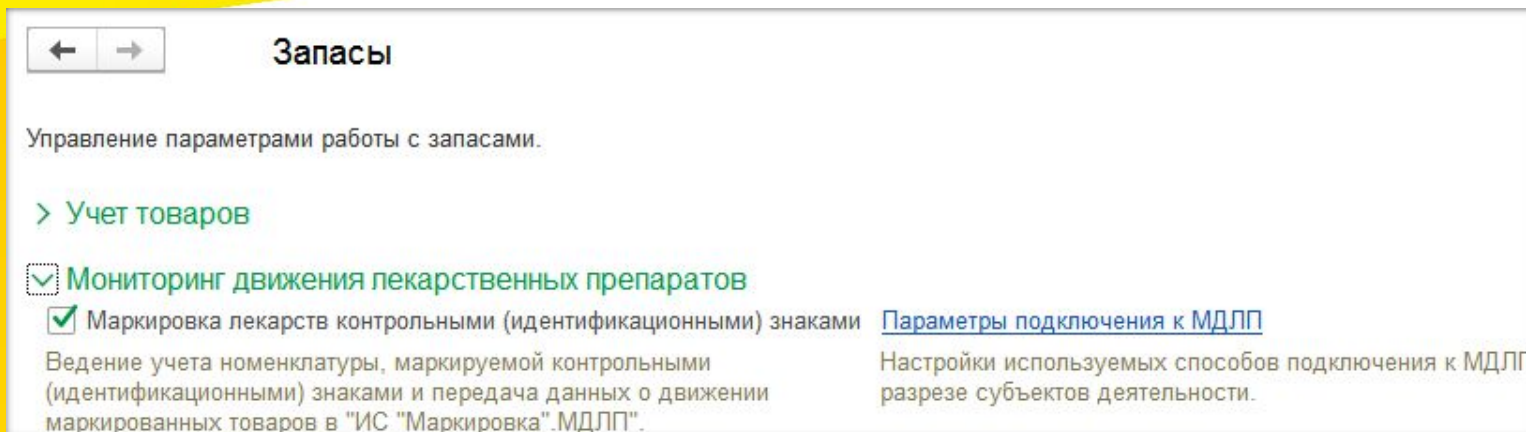 Запасы
Управление параметрами работы с запасами.
Учет товаров
Мониторинг движения лекарственных препаратов
Маркировка лекарств контрольными (идентификационными) знаками Параметры подключения к МДЛП
Ведение учета номенклатуры, маркируемой контрольными Настройки используемых способов подключения к МДЛП
(идентификационными) знаками и передача данных о движении разрезе субъектов деятельности.
маркированных товаров в "ИС "Маркировка".МДЛП".